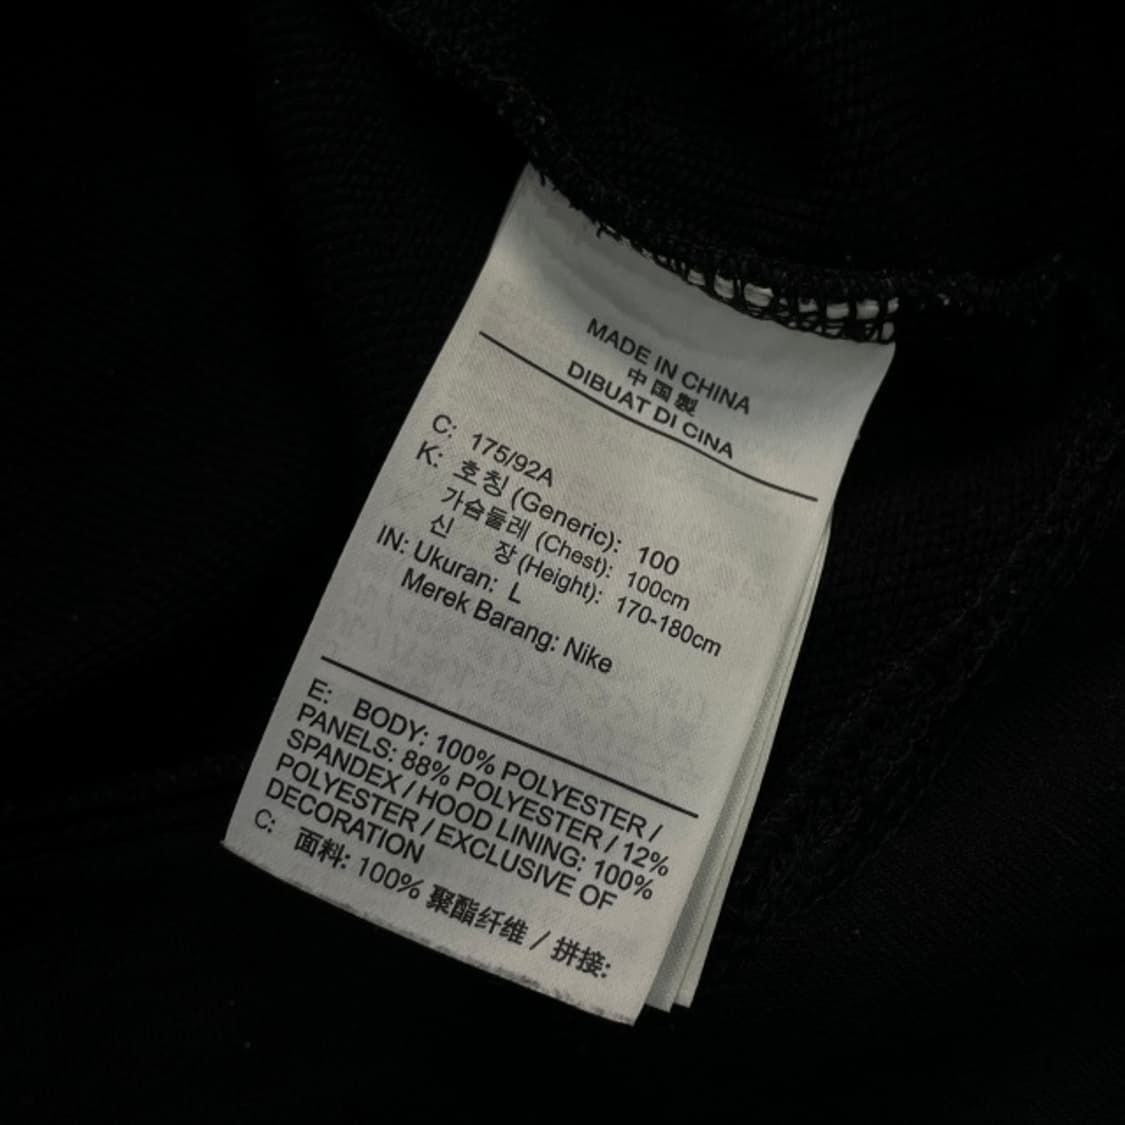 MADE IN CHINA
中国製
DIBUAT DI CINA
C: 175/92A
K: 호칭 (Generic): 100
가슴둘레 (Chest): 100cm
신 장 (Height): 170-180cm
IN: Ukuran: L
Merek Barang: Nike
E: BODY: 100% POLYESTER /
PANELS: 88% POLYESTER / 12%
SPANDEX / HOOD LINING: 100%
POLYESTER / EXCLUSIVE OF
DECORATION
C: 面料: 100% 聚酯纤维 / 拼接: